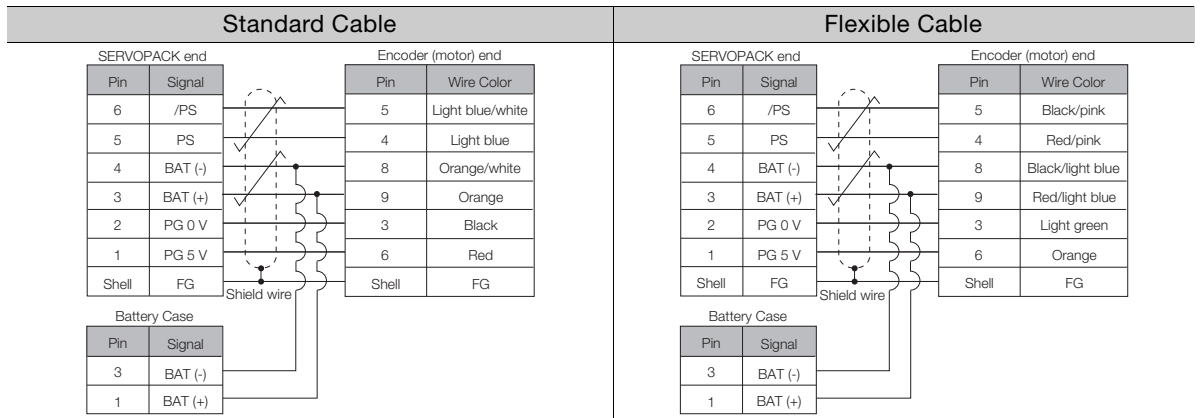 Standard Cable Flexible Cable
SERVOPACK end Encoder (motor) end SERVOPACK end Encoder (motor) end
Pin Signal Pin Wire Color Pin Signal Pin Wire Color
6 /PS 5 Light blue/white 6 /PS 5 Black/pink
5 PS 4 Light blue 5 PS 4 Red/pink
4 BAT (-) 8 Orange/white 4 BAT (-) 8 Black/light blue
3 BAT (+) 9 Orange 3 BAT (+) 9 Red/light blue
2 PG 0 V 3 Black 2 PG 0 V 3 Light green
1 PG 5 V 6 Red 1 PG 5 V 6 Orange
Shell FG Shell FG Shell FG Shell FG
Shield wire Shield wire
Battery Case Battery Case
Pin Signal Pin Signal
3 BAT (-) 3 BAT (-)
1 BAT (+) 1 BAT (+)